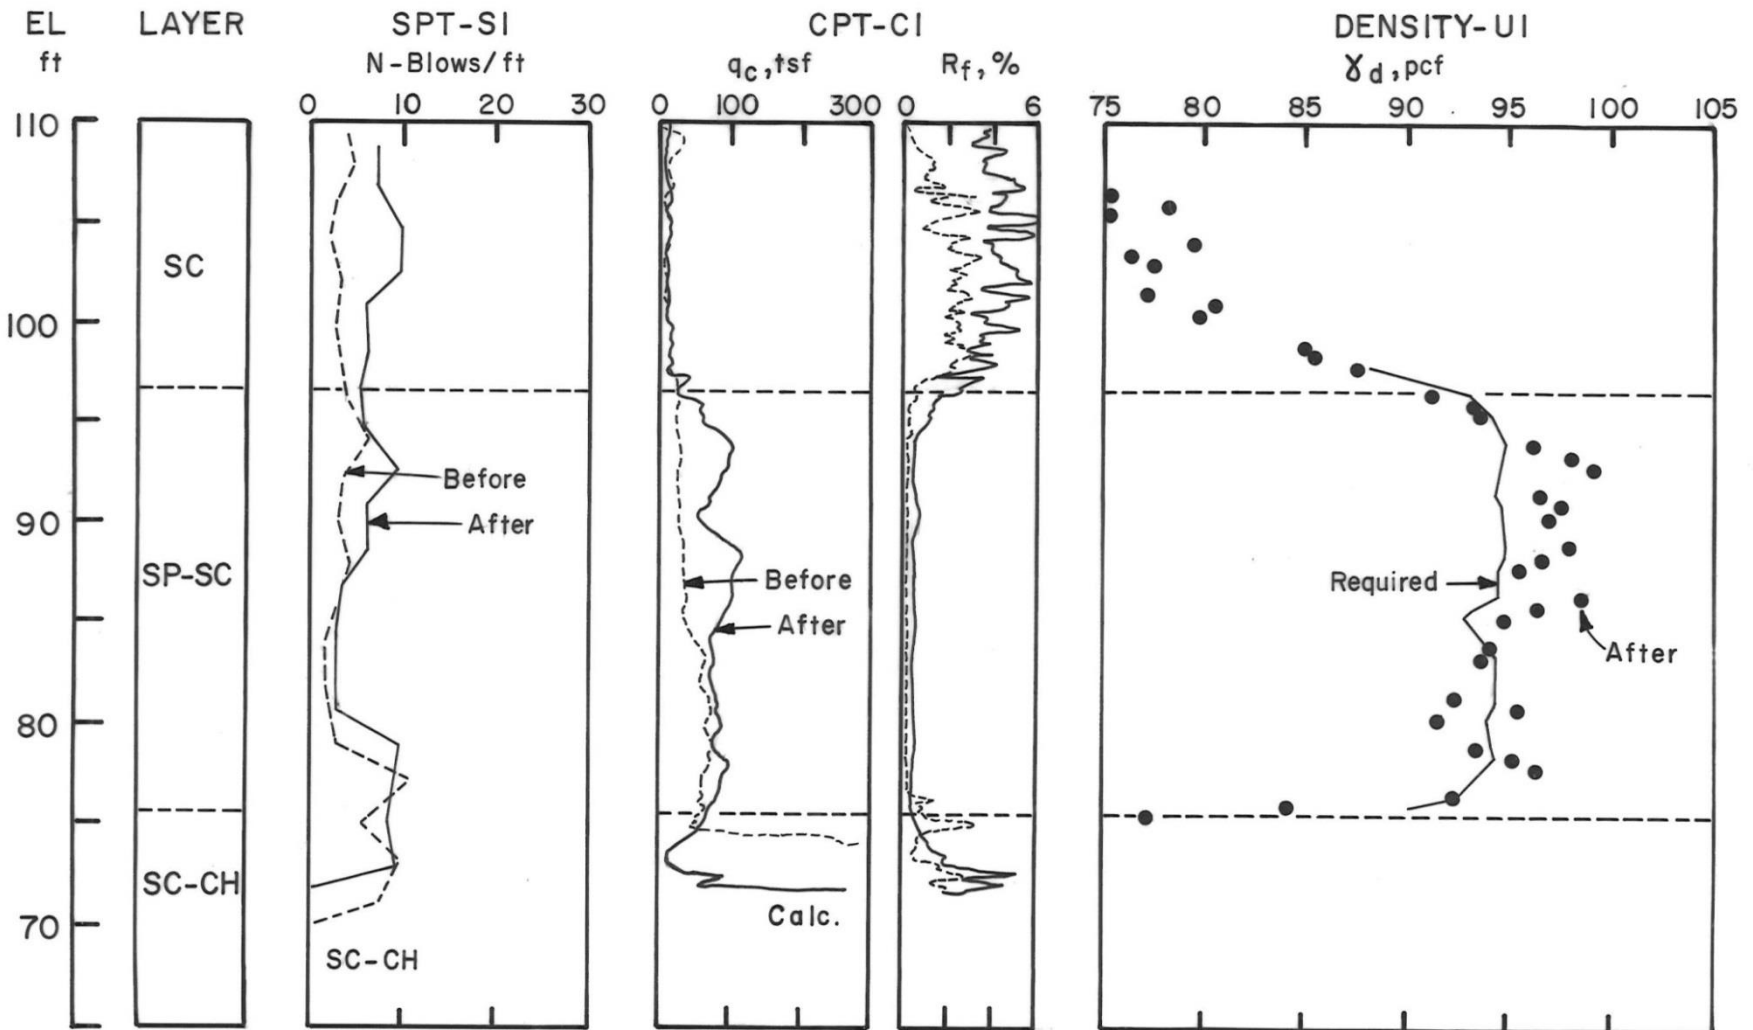 EL LAYER SPT-SI CPT-CI DENSITY-UI
ft N-Blows/ft qc, tsf Rf, % γd, pcf
0 10 20 30 0 100 300 0 6 75 80 85 90 95 100 105
110
SC
100
Before
After
90
SP-SC Before Required
After After
80
SC-CH
Calc.
70
SC-CH